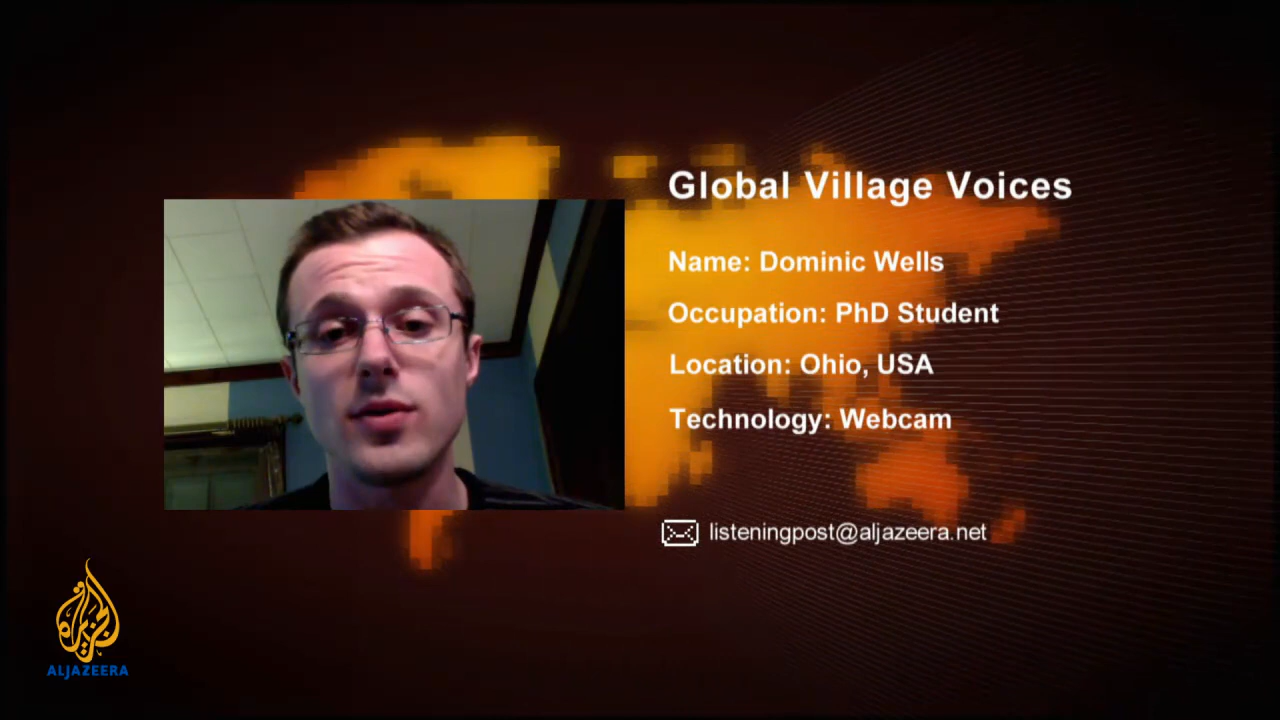 Global Village Voices
Name: Dominic Wells
Occupation: PhD Student
Location: Ohio, USA
Technology: Webcam
listeningpost@aljazeera.net
الجزيرة
ALJAZEERA